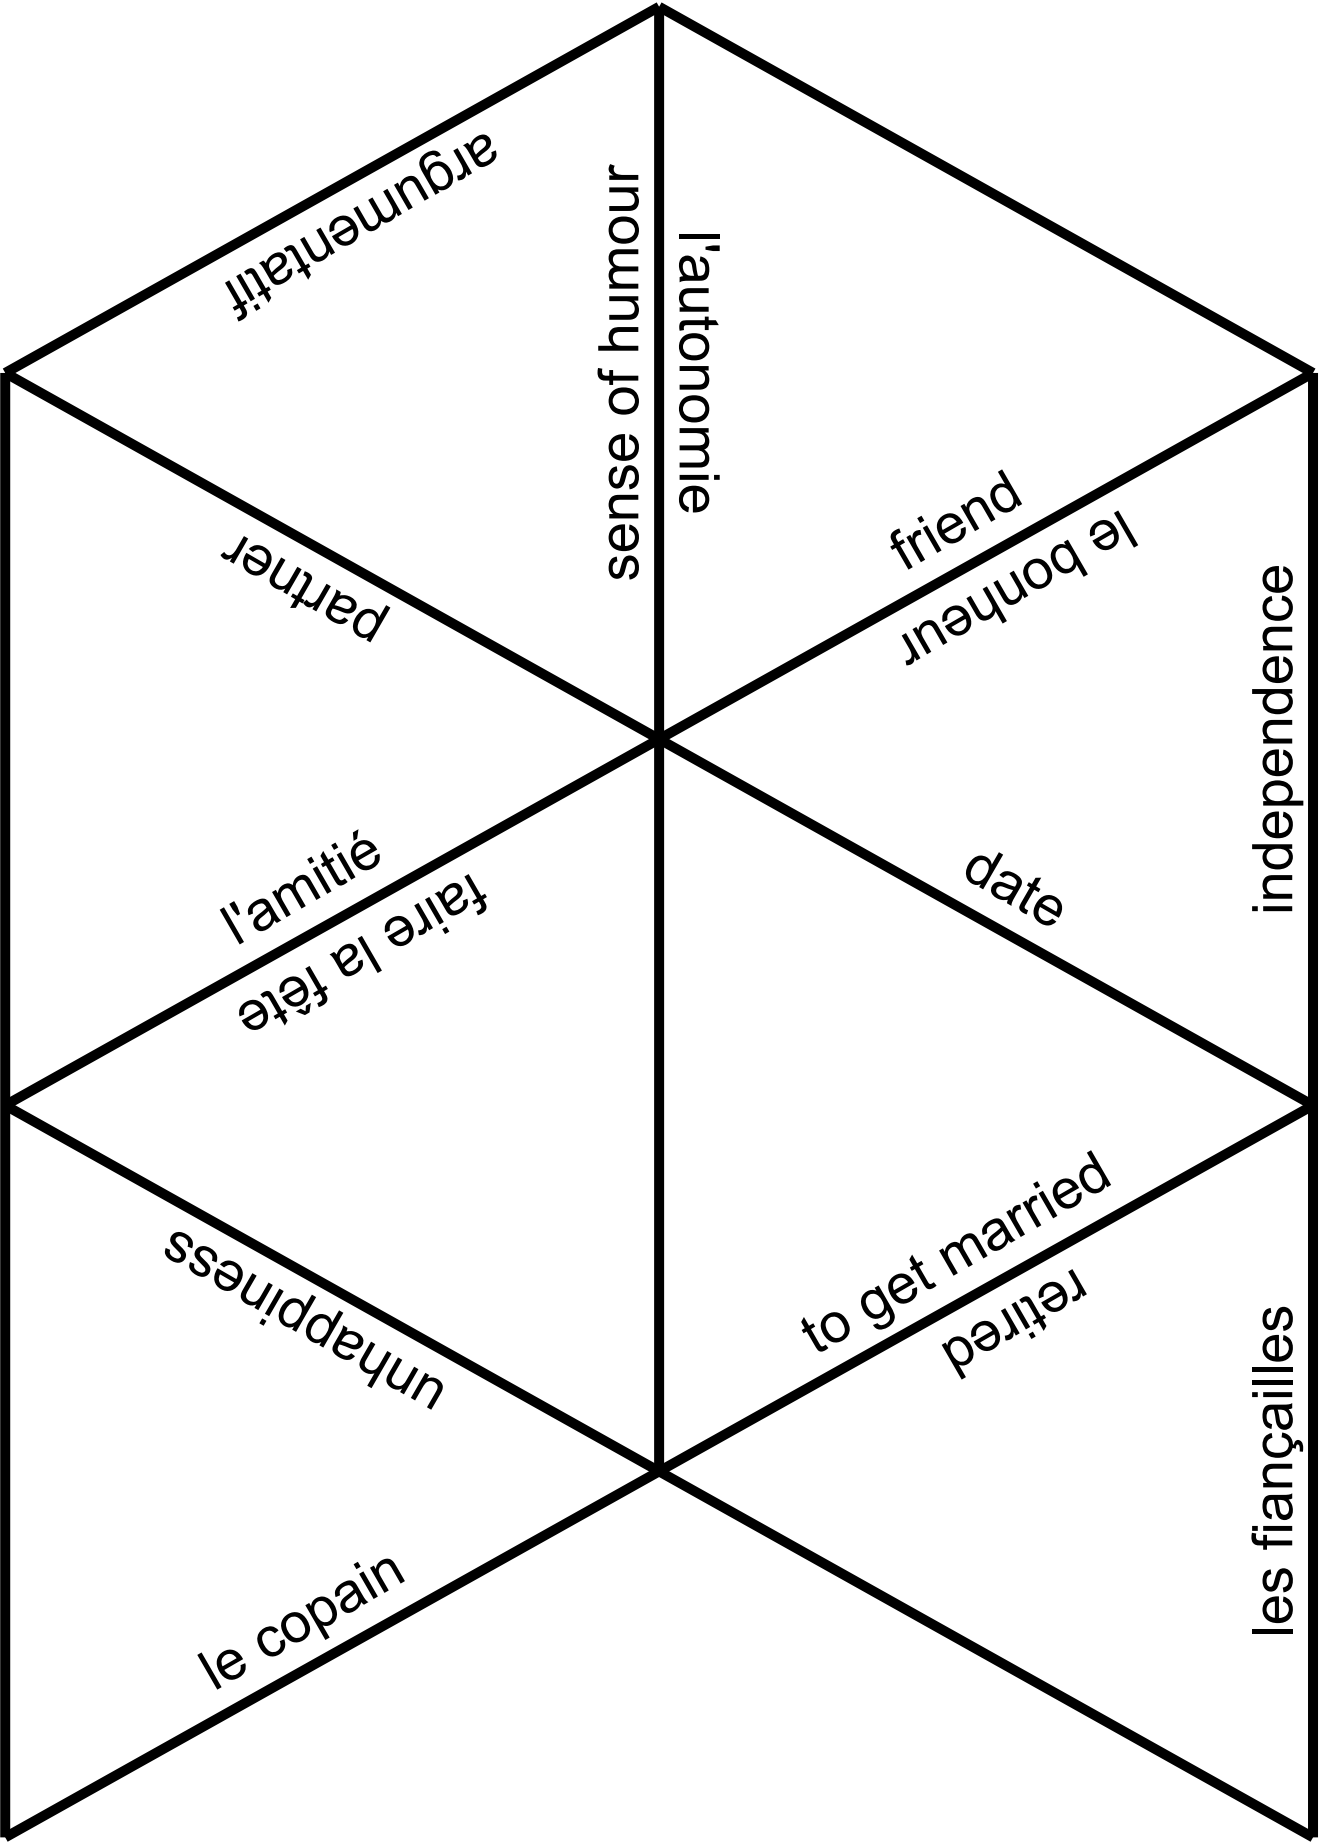 argumentatif
sense of humour
l'autonomie
friend
le bonheur
partner
independence
l'amitié
faire la fête
date
unhappiness
to get married
retired
les fiançailles
le copain